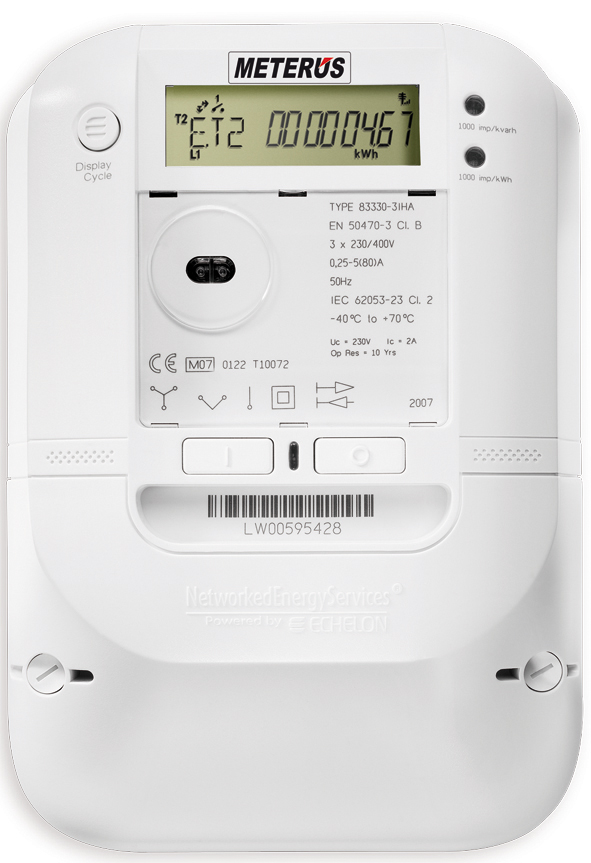 METERUS
T2 1
E.T2 00000467
L1 kWh
Display
Cycle
1000 imp/kvarh
1000 imp/kWh
TYPE 83330-3IHA
EN 50470-3 Cl. B
3 x 230/400V
0,25-5(80)A
50Hz
IEC 62053-23 Cl. 2
-40°C to +70°C
Uc = 230V Ic = 2A
Op Res = 10 Yrs
CE M07 0122 T10072
2007
I O
LW00595428
NetworkedEnergyServices®
Powered by ECHELON